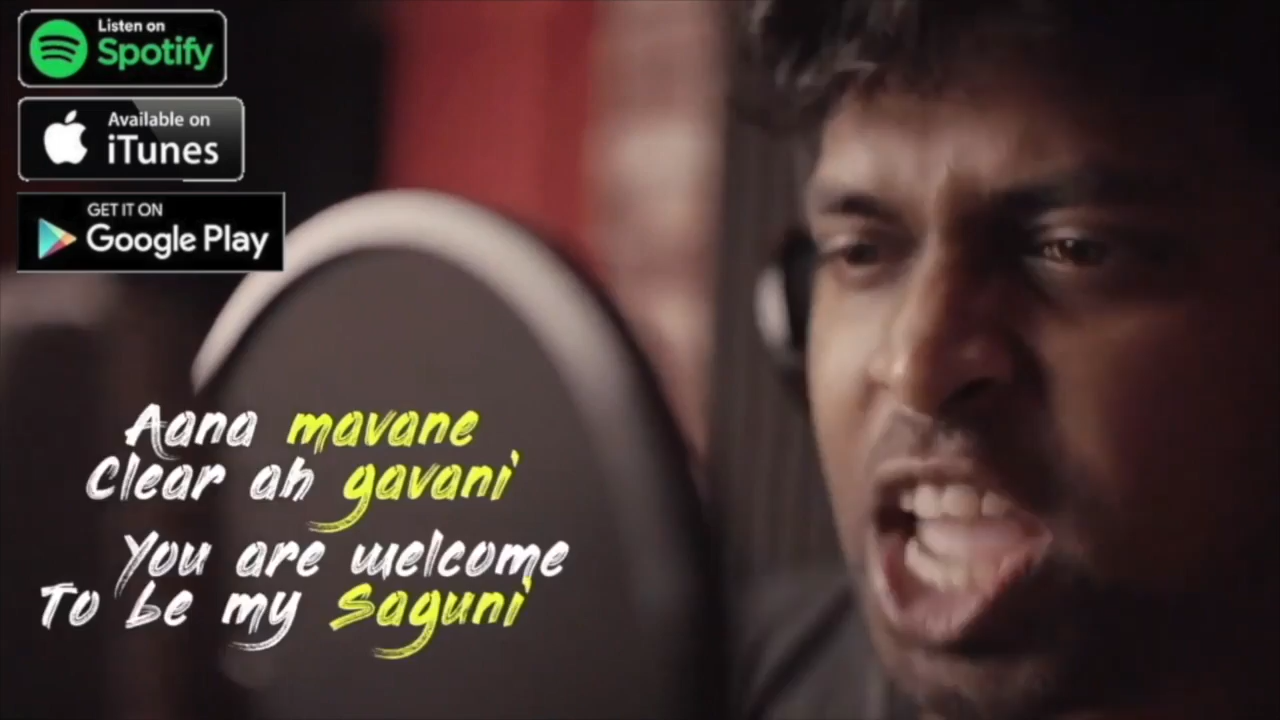 Listen on
Spotify
Available on
iTunes
GET IT ON
Google Play
Aana mavane
Clear ah gavani
You are welcome
To be my Saguni